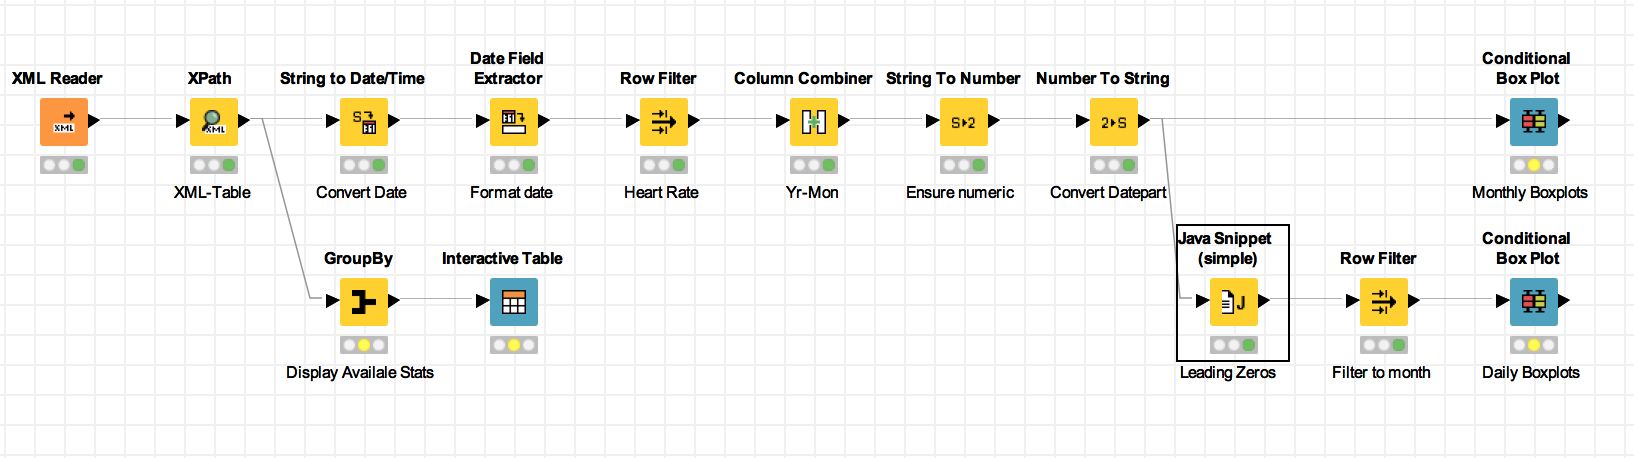 XML Reader
XPath
String to Date/Time
Date Field
Extractor
Row Filter
Column Combiner
String To Number
Number To String
Conditional
Box Plot
XML
XML
S
31
31
S▸2
2▸S
XML-Table
Convert Date
Format date
Heart Rate
Yr-Mon
Ensure numeric
Convert Datepart
Monthly Boxplots
GroupBy
Interactive Table
Java Snippet
(simple)
Row Filter
Conditional
Box Plot
J
Display Availale Stats
Leading Zeros
Filter to month
Daily Boxplots